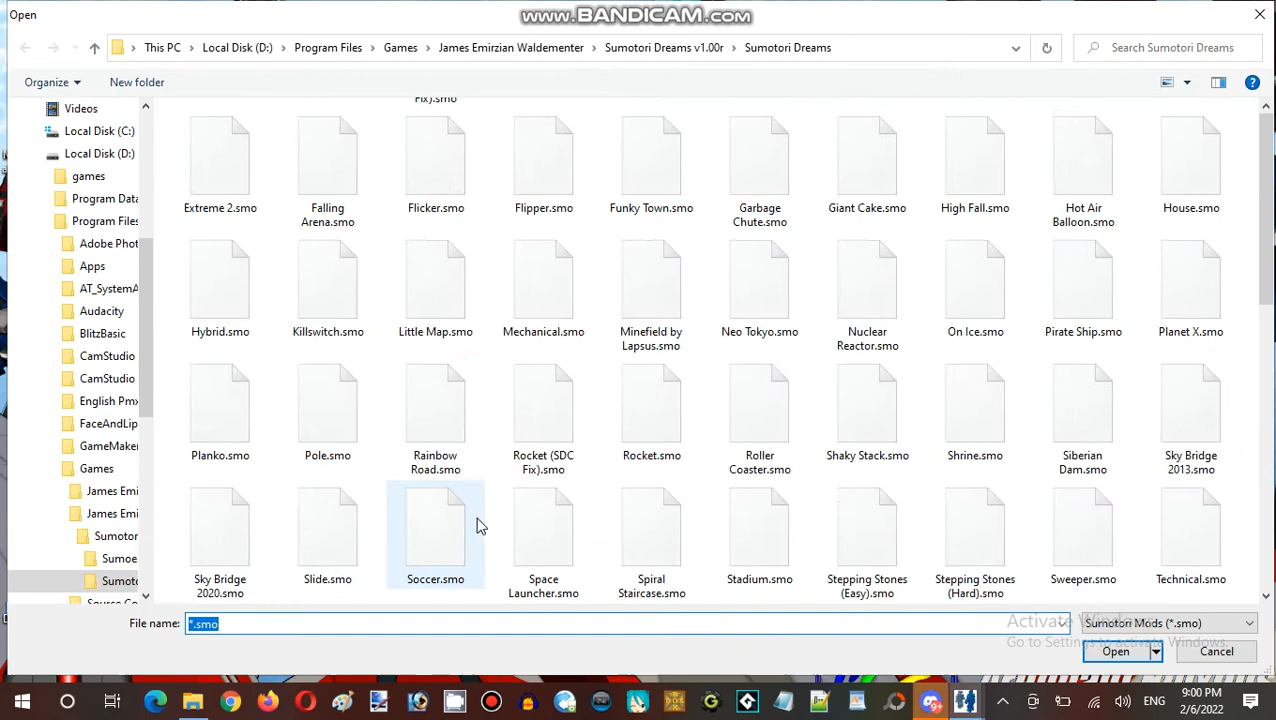 www.BANDICAM.com
Open
This PC > Local Disk (D:) > Program Files > Games > James Emirzian Waldementer > Sumotori Dreams v1.00r > Sumotori Dreams
Search Sumotori Dreams
Organize
New folder
Videos
Local Disk (C:)
Local Disk (D:)
games
Program Data
Program Files
Adobe Phot
Apps
AT_SystemA
Audacity
BlitzBasic
CamStudio
CamStudio
English Pmx
FaceAndLip
GameMaker
Games
James Emi
James Emi
Sumotor
Sumoe
Sumoto
Fix).smo
Extreme 2.smo
Falling
Arena.smo
Flicker.smo
Flipper.smo
Funky Town.smo
Garbage
Chute.smo
Giant Cake.smo
High Fall.smo
Hot Air
Balloon.smo
House.smo
Hybrid.smo
Killswitch.smo
Little Map.smo
Mechanical.smo
Minefield by
Lapsus.smo
Neo Tokyo.smo
Nuclear
Reactor.smo
On Ice.smo
Pirate Ship.smo
Planet X.smo
Planko.smo
Pole.smo
Rainbow
Road.smo
Rocket (SDC
Fix).smo
Rocket.smo
Roller
Coaster.smo
Shaky Stack.smo
Shrine.smo
Siberian
Dam.smo
Sky Bridge
2013.smo
Sky Bridge
2020.smo
Slide.smo
Soccer.smo
Space
Launcher.smo
Spiral
Staircase.smo
Stadium.smo
Stepping Stones
(Easy).smo
Stepping Stones
(Hard).smo
Sweeper.smo
Technical.smo
File name:
*.smo
Sumotori Mods (*.smo)
Activate Windows
Go to Settings to activate Windows.
Open
Cancel
ENG
9:00 PM
2/6/2022